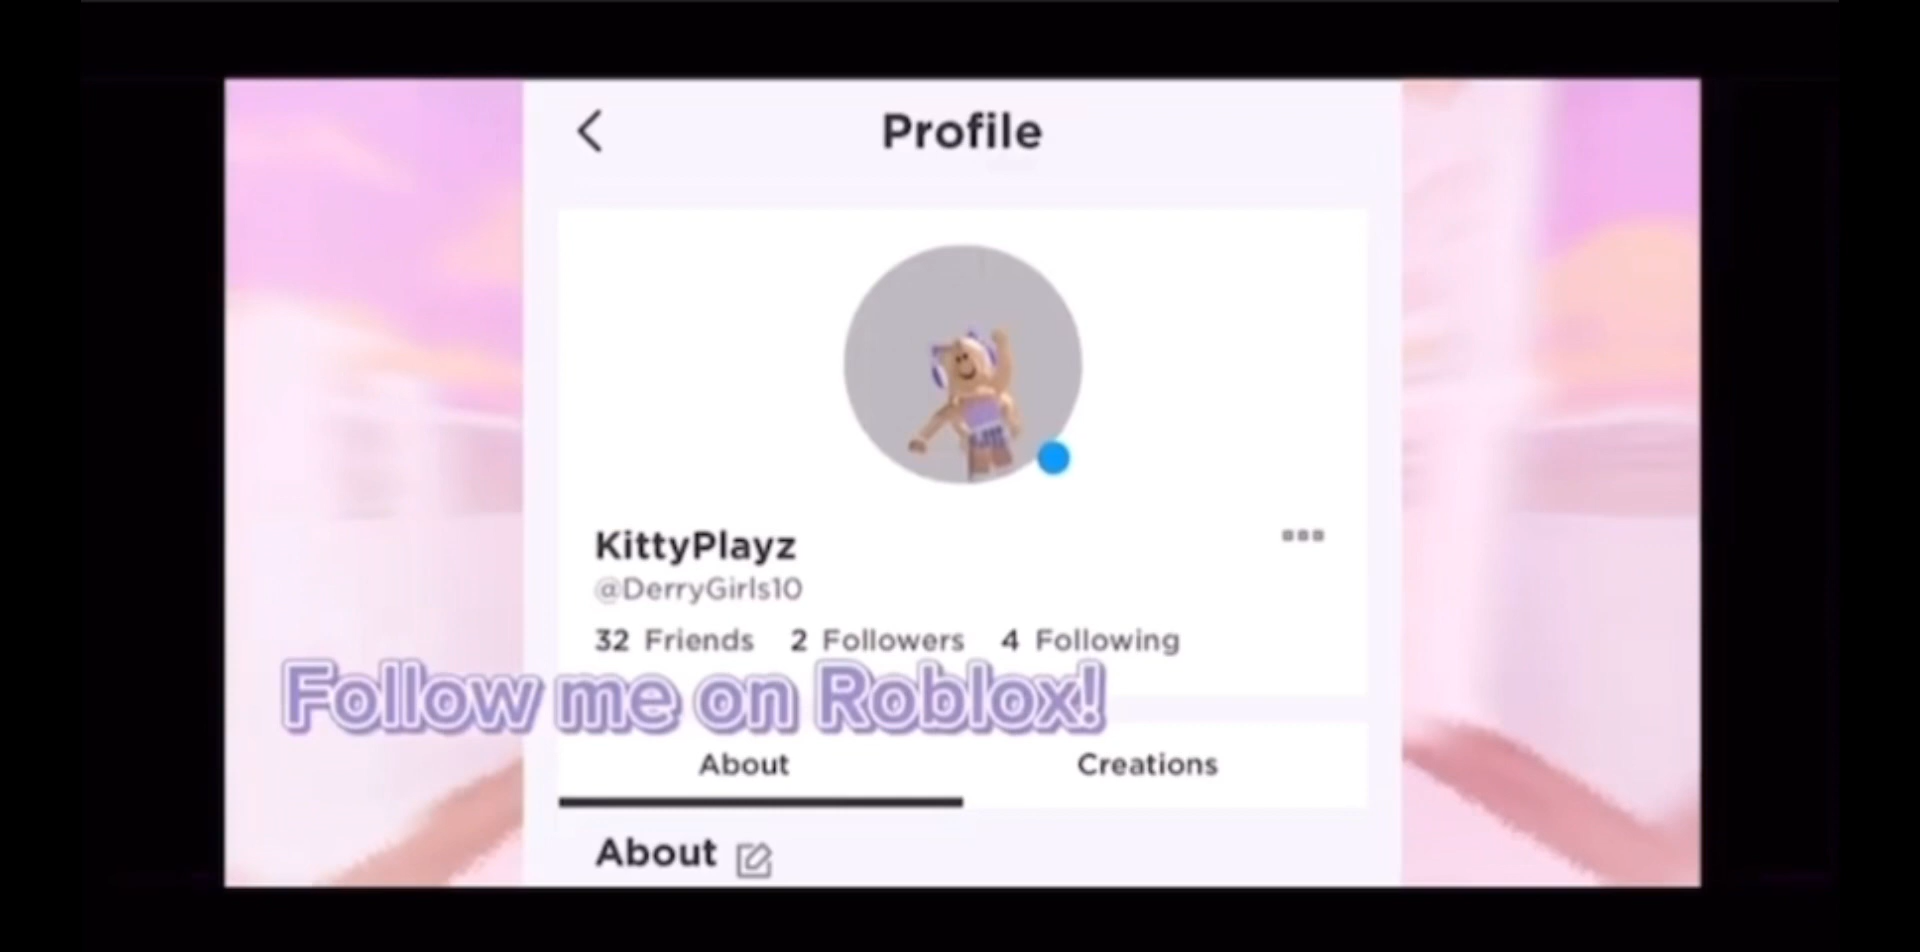 Profile
KittyPlayz
@DerryGirls10
32 Friends 2 Followers 4 Following
Follow me on Roblox!
About Creations
About